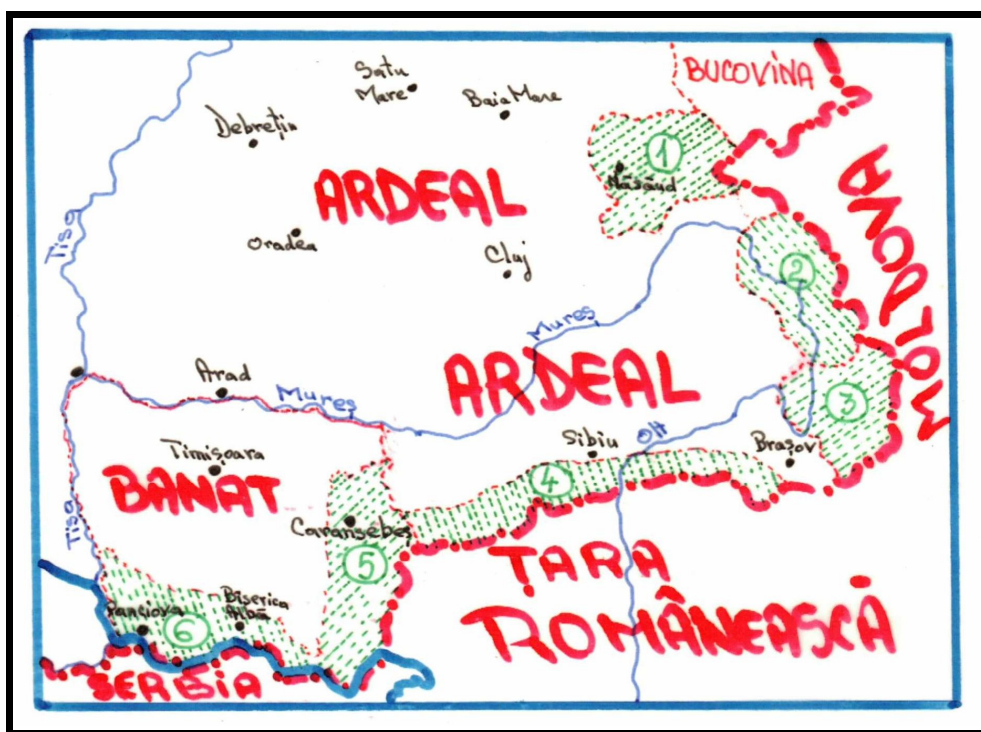 BUCOVINA
Satu
Mare
Baia Mare
Debrețin
1
Năsăud
ARDEAL
MOLDOVA
Tisa
Oradea
Cluj
2
Mureș
Arad
Mureș
ARDEAL
3
Timișoara
Sibiu
Olt
Brașov
BANAT
4
Tisa
Caransebeș
5
ȚARA
ROMÂNEASCĂ
Panciova
Biserica
Albă
6
SERBIA